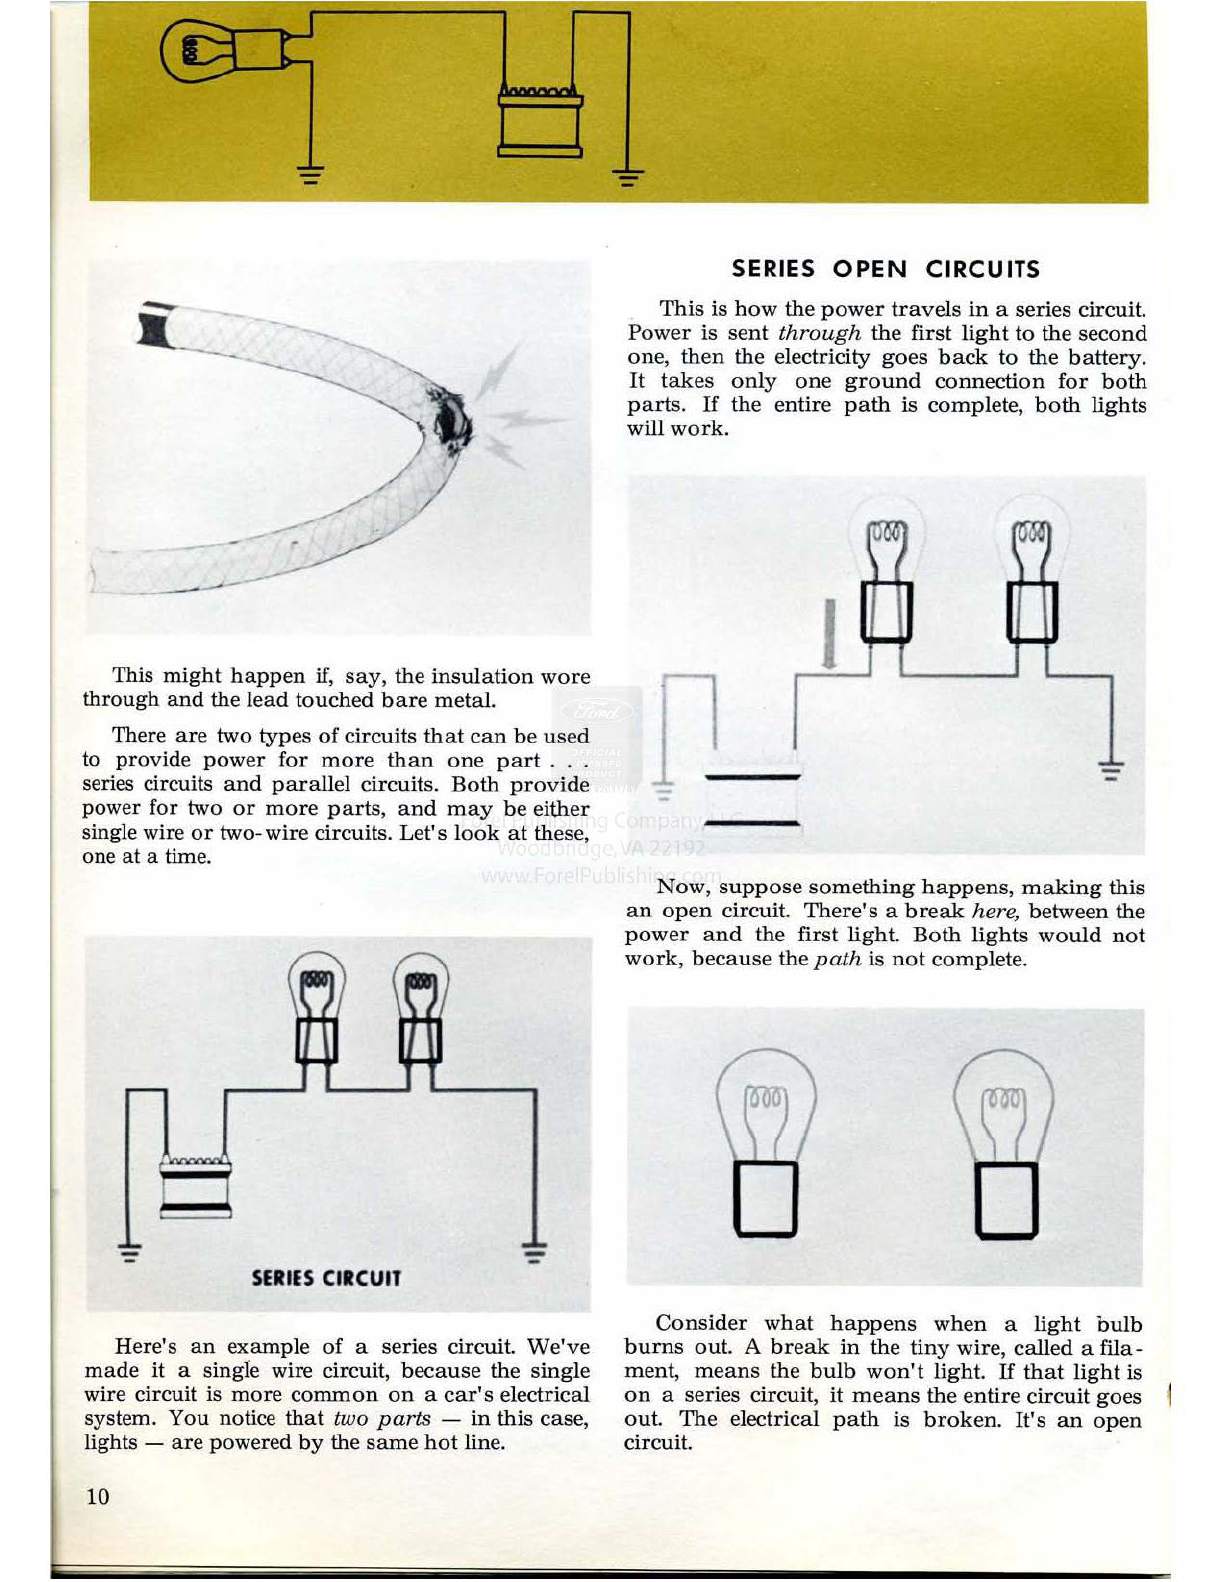 This might happen if, say, the insulation wore
through and the lead touched bare metal.
There are two types of circuits that can be used
to provide power for more than one part . . .
series circuits and parallel circuits. Both provide
power for two or more parts, and may be either
single wire or two-wire circuits. Let's look at these,
one at a time.
SERIES CIRCUIT
Here's an example of a series circuit. We've
made it a single wire circuit, because the single
wire circuit is more common on a car's electrical
system. You notice that two parts — in this case,
lights — are powered by the same hot line.
10
SERIES OPEN CIRCUITS
This is how the power travels in a series circuit.
Power is sent through the first light to the second
one, then the electricity goes back to the battery.
It takes only one ground connection for both
parts. If the entire path is complete, both lights
will work.
Now, suppose something happens, making this
an open circuit. There's a break here, between the
power and the first light. Both lights would not
work, because the path is not complete.
Consider what happens when a light bulb
burns out. A break in the tiny wire, called a fila-
ment, means the bulb won't light. If that light is
on a series circuit, it means the entire circuit goes
out. The electrical path is broken. It's an open
circuit.
Ford
OFFICIAL
LICENSED
PRODUCT
Forel Publishing Company, LLC
Woodbridge, VA 22192
www.ForelPublishing.com